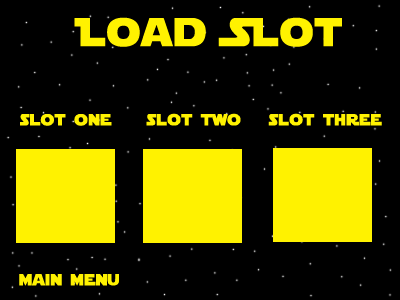 LOAD SLOT
SLOT ONE SLOT TWO SLOT THREE
MAIN MENU